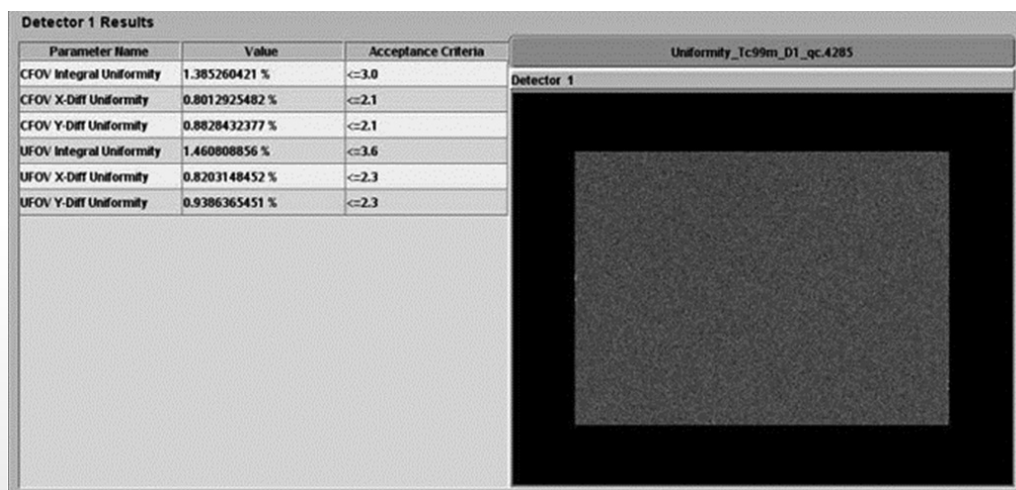 Detector 1 Results
Parameter Name Value Acceptance Criteria
CFOV Integral Uniformity 1.385260421 % <=3.0
CFOV X-Diff Uniformity 0.8012925482 % <=2.1
CFOV Y-Diff Uniformity 0.8828432377 % <=2.1
UFOV Integral Uniformity 1.460808856 % <=3.6
UFOV X-Diff Uniformity 0.8203148452 % <=2.3
UFOV Y-Diff Uniformity 0.9386365451 % <=2.3
Uniformity_Tc99m_D1_qc.4285
Detector 1